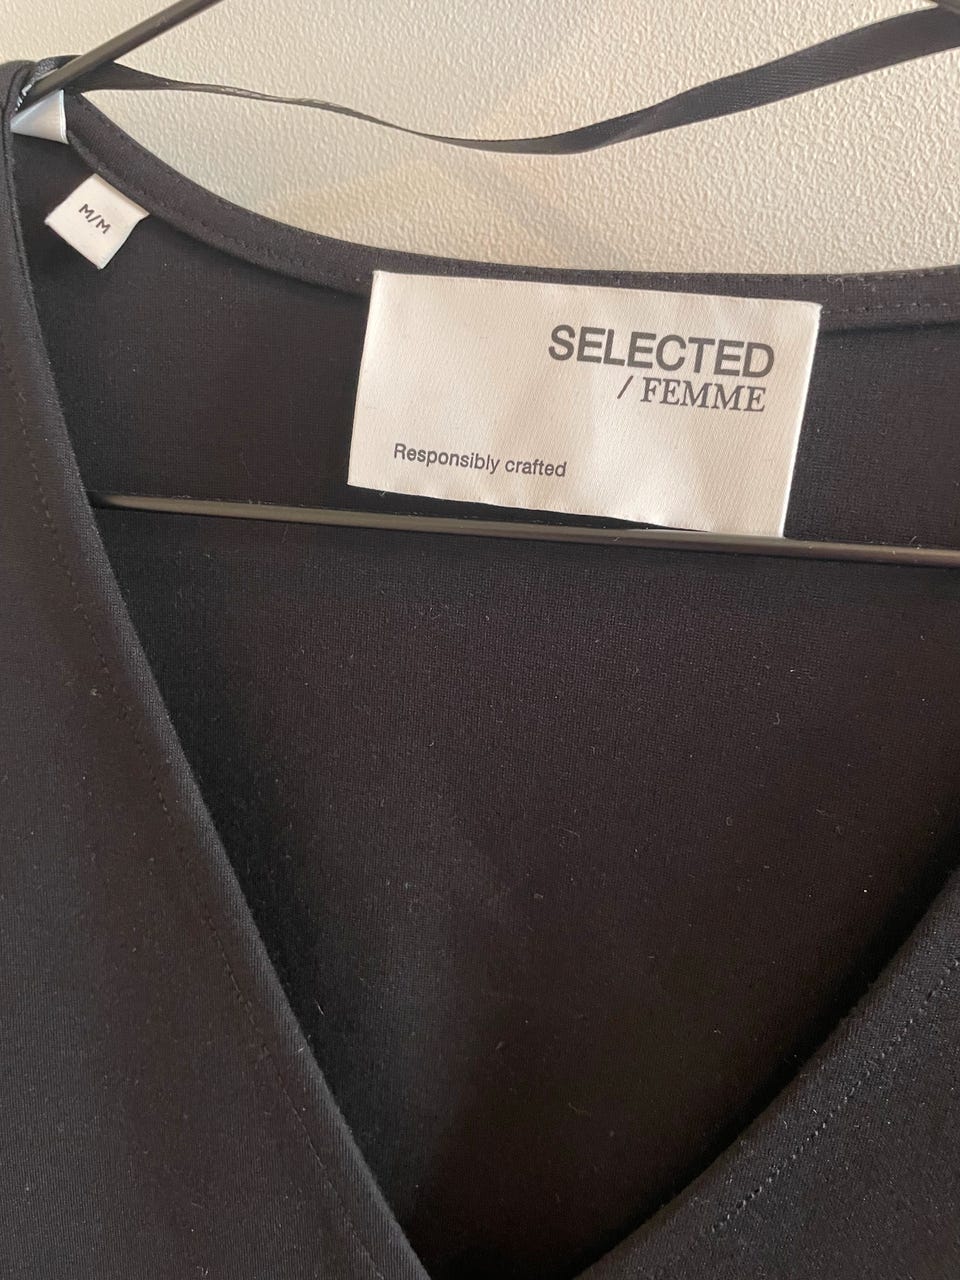 M/M
SELECTED
/ FEMME
Responsibly crafted